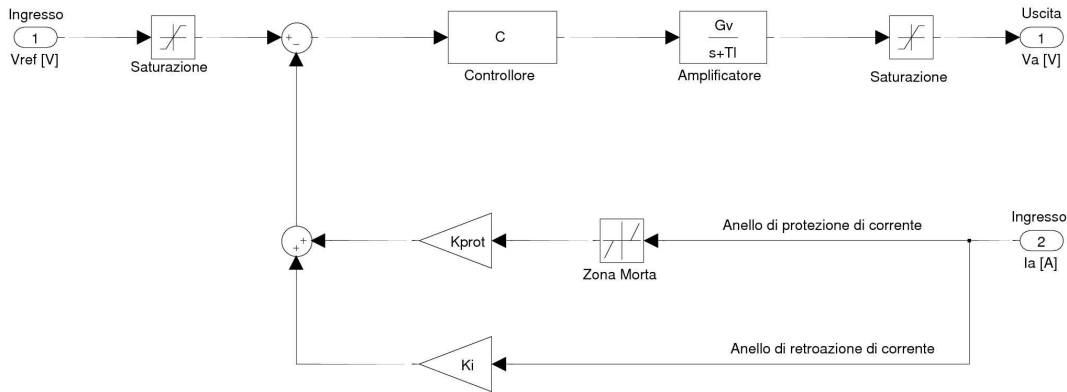 Ingresso
1
Vref [V]
Saturazione
+
−
C
Controllore
Gv
s+Tl
Amplificatore
Saturazione
Uscita
1
Va [V]
+
+
Kprot
Zona Morta
Anello di protezione di corrente
Ingresso
2
Ia [A]
Ki
Anello di retroazione di corrente